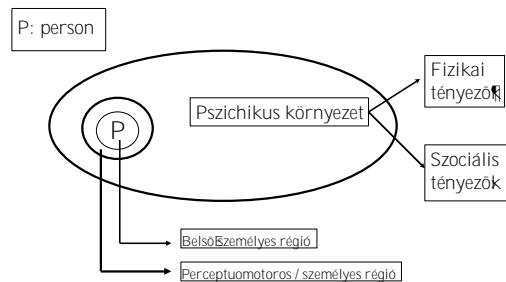 P: person
Fizikai
tényezők¶
P
Pszichikus környezet
Szociális
tényezők
Belső személyes régió
Perceptuomotoros / személyes régió